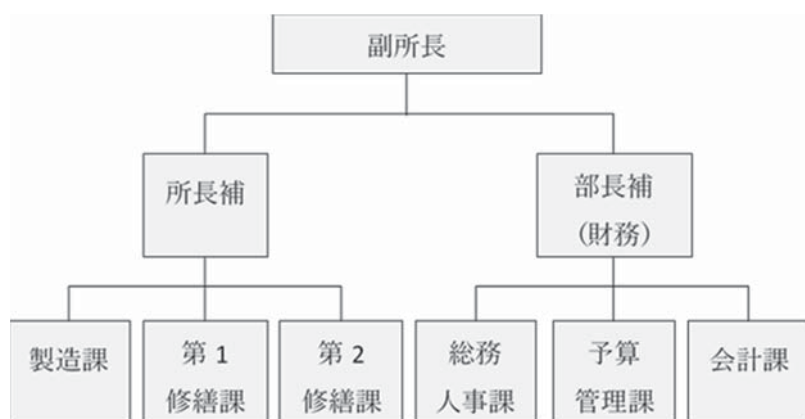 副所長
所長補
部長補
(財務)
製造課
第 1
修繕課
第 2
修繕課
総務
人事課
予算
管理課
会計課